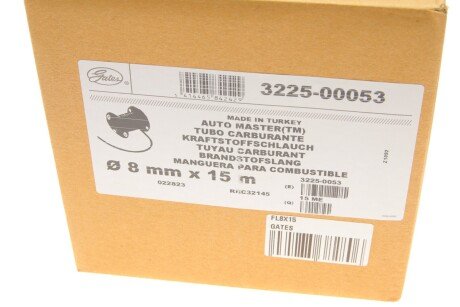 Gates
3225-00053
MADE IN TURKEY
AUTO MASTER(TM)
TUBO CARBURANTE
KRAFTSTOFFSCHLAUCH
TUYAU CARBURANT
BRANDSTOFSLANG
MANGUERA PARA COMBUSTIBLE
Ø 8 mm x 15 m
022823
REC32145
3225-0053
15 ME
FL8X15
GATES